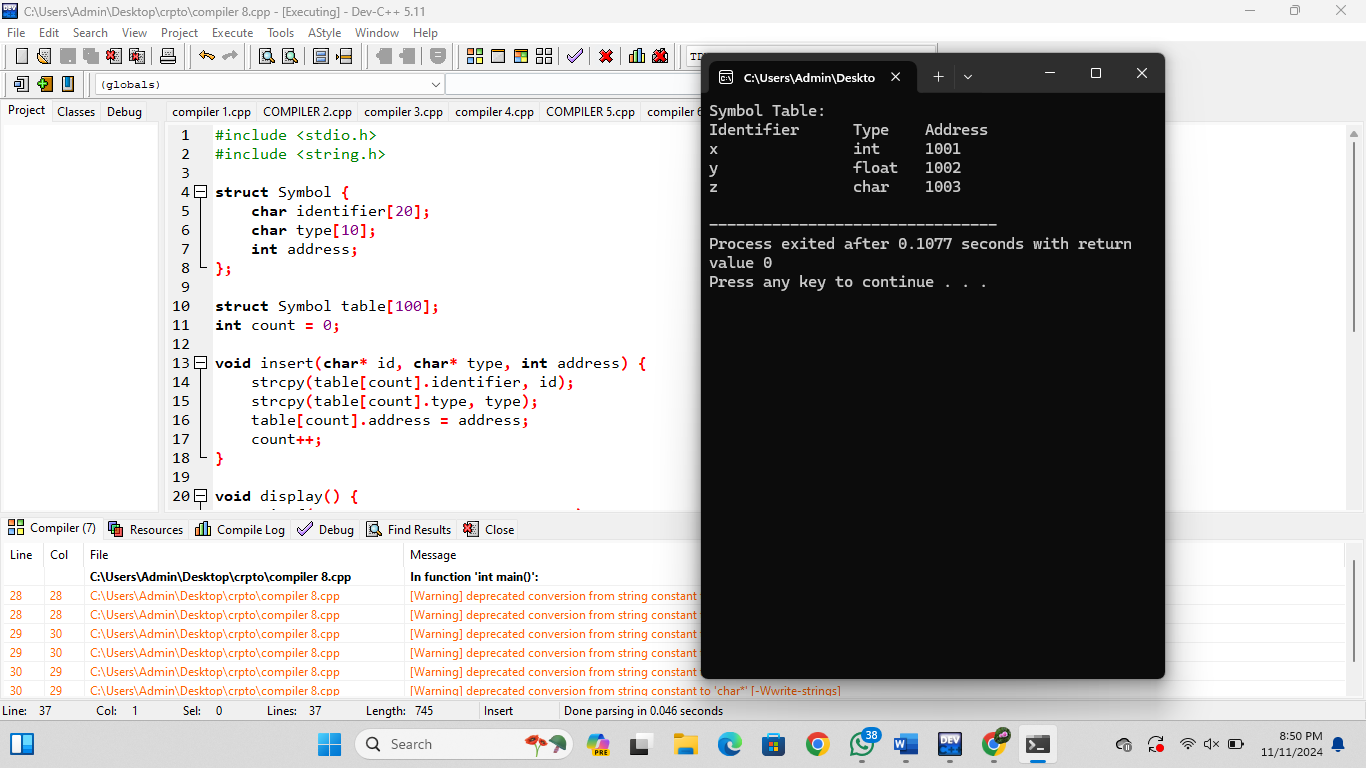 C:\Users\Admin\Desktop\crpto\compiler 8.cpp - [Executing] - Dev-C++ 5.11
File Edit Search View Project Execute Tools AStyle Window Help
(globals)
Project Classes Debug
compiler 1.cpp COMPILER 2.cpp compiler 3.cpp compiler 4.cpp COMPILER 5.cpp compiler
1 #include <stdio.h>
2 #include <string.h>
3
4 struct Symbol {
5 char identifier[20];
6 char type[10];
7 int address;
8 };
9
10 struct Symbol table[100];
11 int count = 0;
12
13 void insert(char* id, char* type, int address) {
14 strcpy(table[count].identifier, id);
15 strcpy(table[count].type, type);
16 table[count].address = address;
17 count++;
18 }
19
20 void display() {
C:\Users\Admin\Deskto
Symbol Table:
Identifier Type Address
x int 1001
y float 1002
z char 1003
--------------------------------
Process exited after 0.1077 seconds with return
value 0
Press any key to continue . . .
Compiler (7) Resources Compile Log Debug Find Results Close
Line Col File Message
C:\Users\Admin\Desktop\crpto\compiler 8.cpp In function 'int main()':
28 28 C:\Users\Admin\Desktop\crpto\compiler 8.cpp [Warning] deprecated conversion from string constant
28 28 C:\Users\Admin\Desktop\crpto\compiler 8.cpp [Warning] deprecated conversion from string constant
29 30 C:\Users\Admin\Desktop\crpto\compiler 8.cpp [Warning] deprecated conversion from string constant
29 30 C:\Users\Admin\Desktop\crpto\compiler 8.cpp [Warning] deprecated conversion from string constant
30 29 C:\Users\Admin\Desktop\crpto\compiler 8.cpp [Warning] deprecated conversion from string constant
30 29 C:\Users\Admin\Desktop\crpto\compiler 8.cpp [Warning] deprecated conversion from string constant to 'char*' [-Wwrite-strings]
Line: 37 Col: 1 Sel: 0 Lines: 37 Length: 745 Insert Done parsing in 0.046 seconds
Search
PRE
38
DEV
8:50 PM
11/11/2024